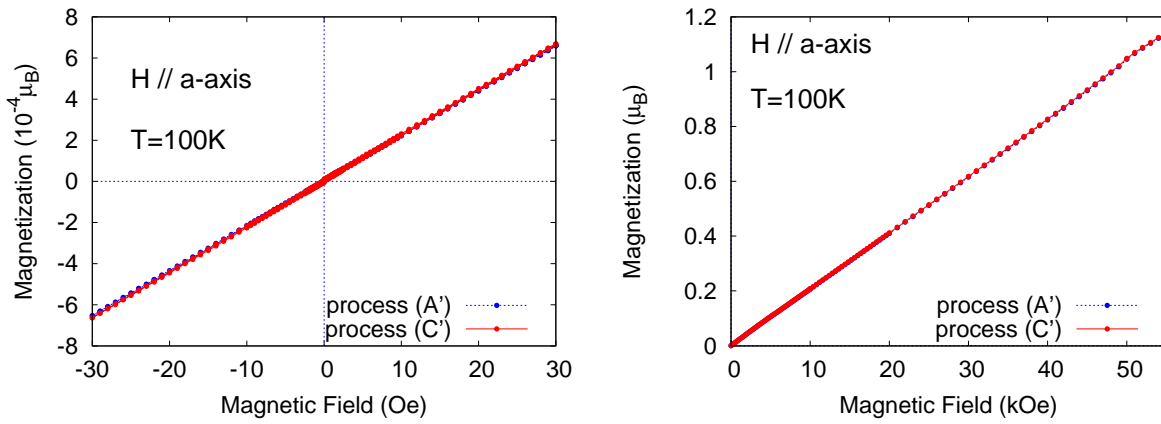 8
6
4
2
0
-2
-4
-6
-8
Magnetization (10⁻⁴μB)
H // a-axis
T=100K
process (A')
process (C')
-30
-20
-10
0
10
20
30
Magnetic Field (Oe)
1.2
1
0.8
0.6
0.4
0.2
0
Magnetization (μB)
H // a-axis
T=100K
process (A')
process (C')
0
10
20
30
40
50
Magnetic Field (kOe)